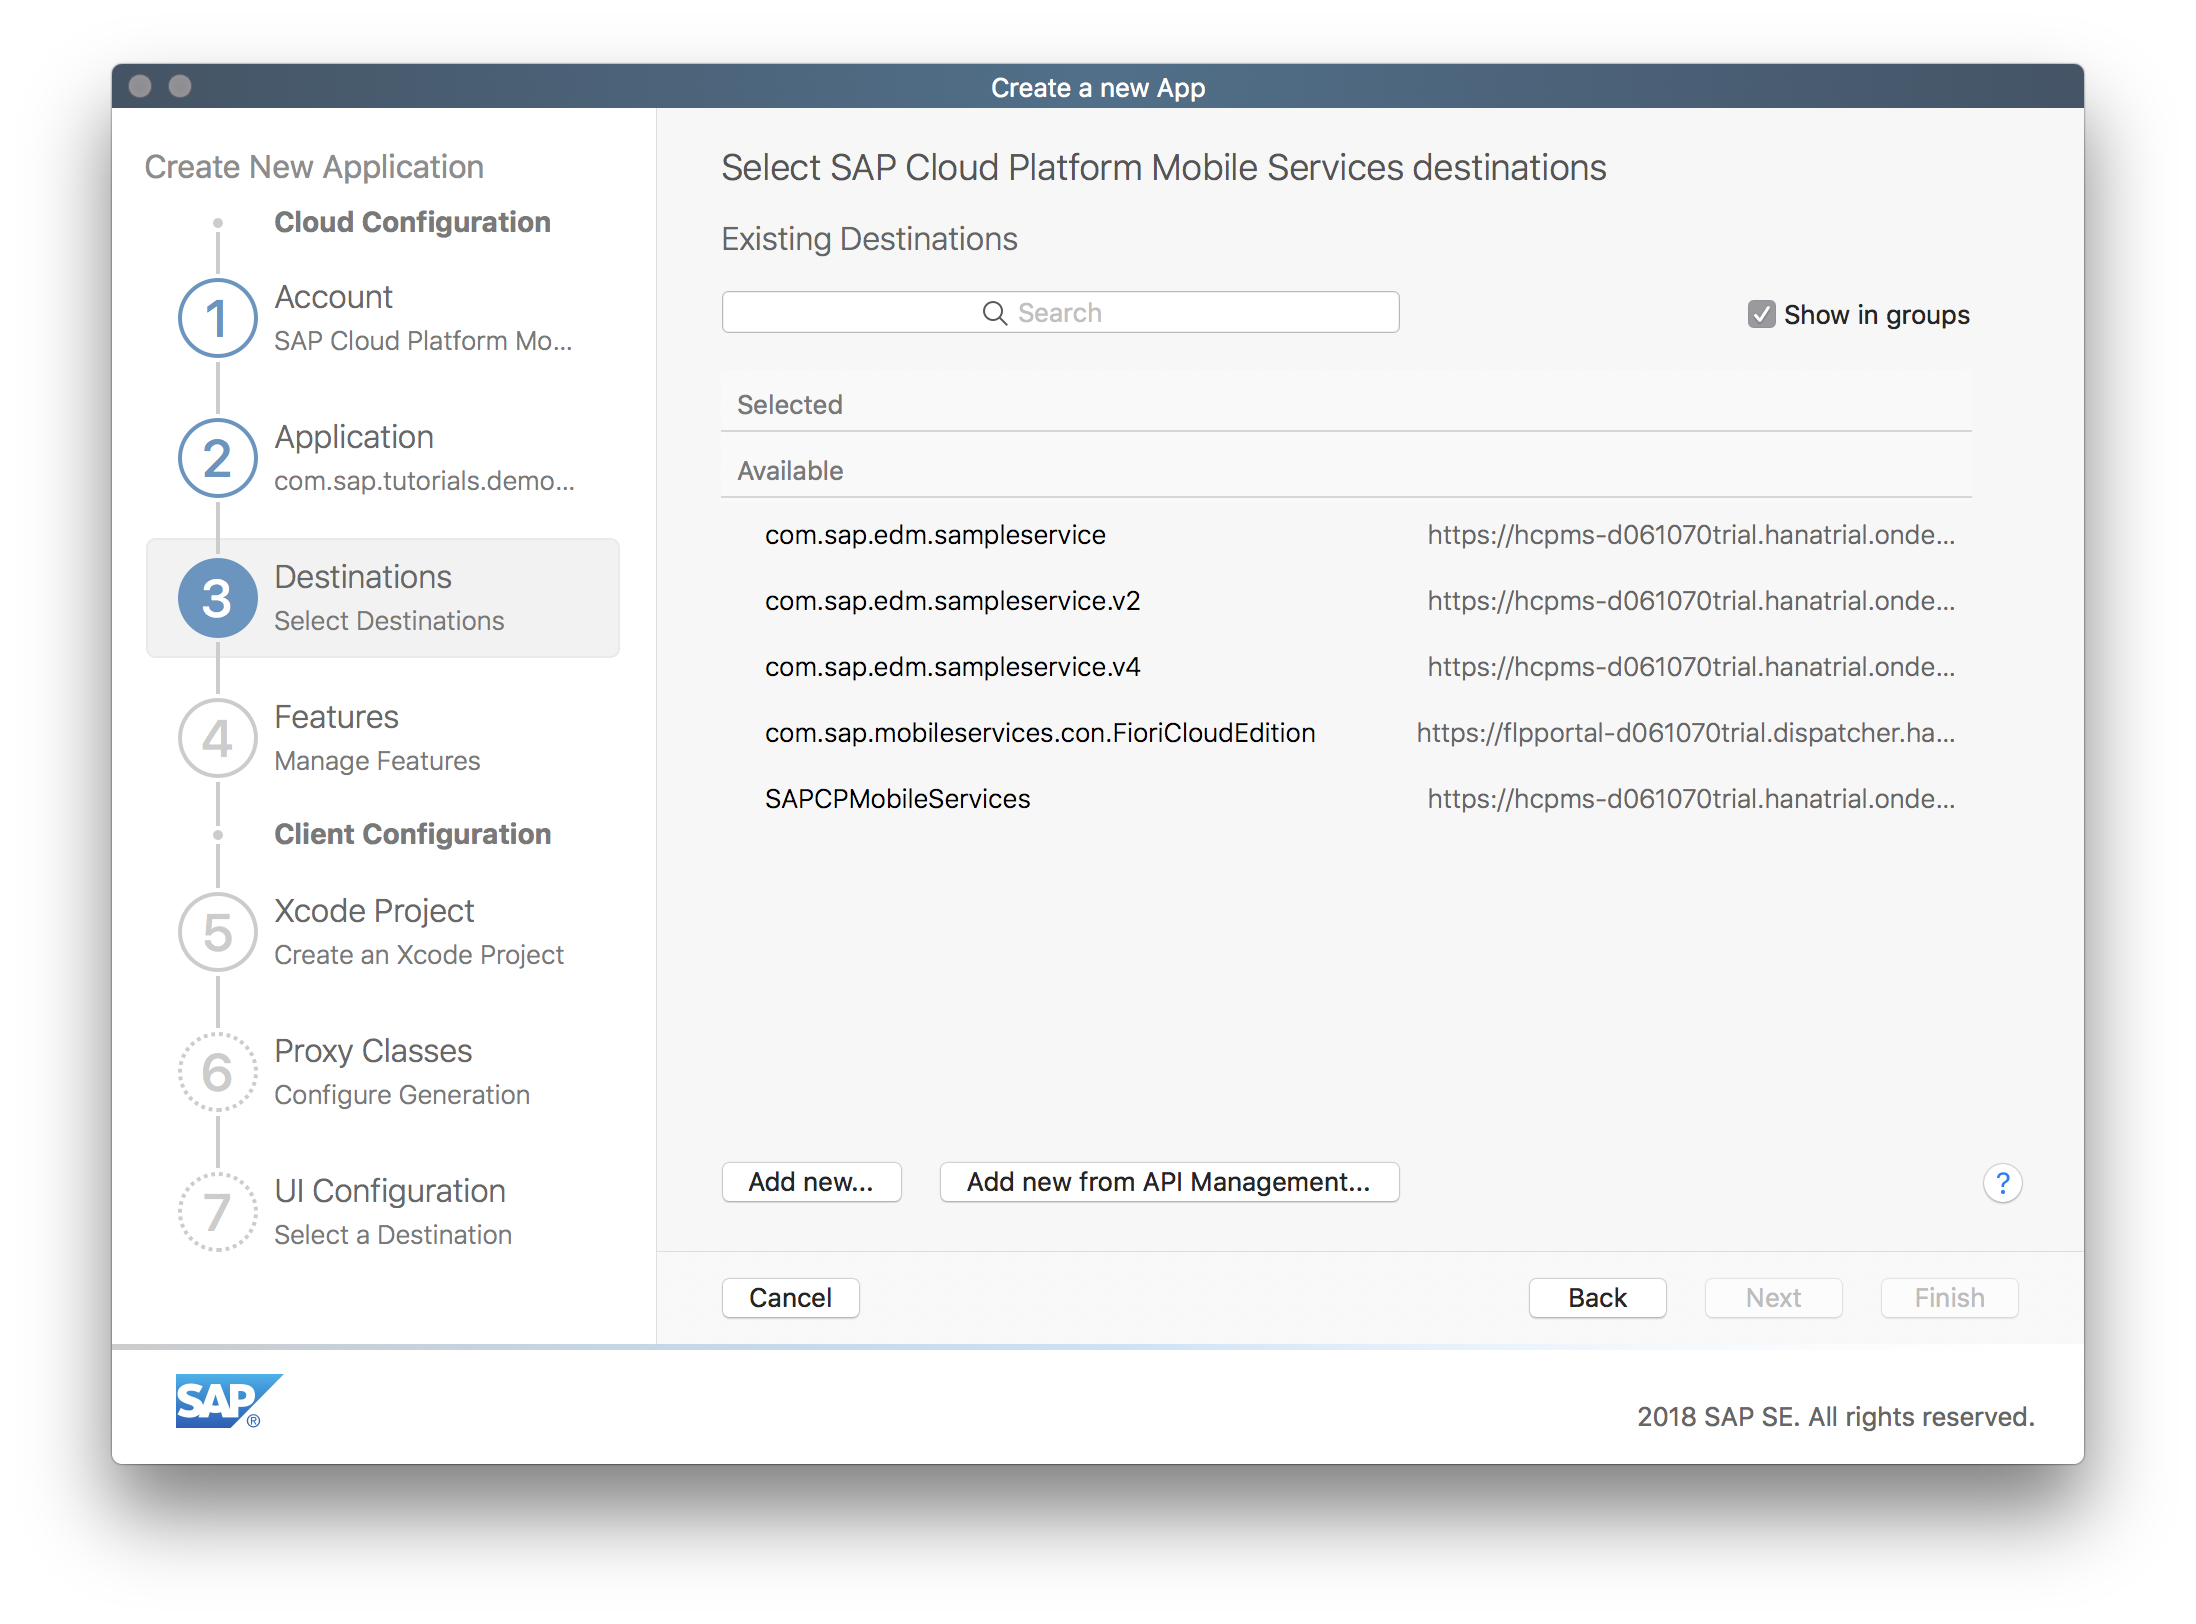 Create a new App
Create New Application
Cloud Configuration
1
Account
SAP Cloud Platform Mo...
2
Application
com.sap.tutorials.demo...
3
Destinations
Select Destinations
4
Features
Manage Features
Client Configuration
5
Xcode Project
Create an Xcode Project
6
Proxy Classes
Configure Generation
7
UI Configuration
Select a Destination
Select SAP Cloud Platform Mobile Services destinations
Existing Destinations
Search
Show in groups
Selected
Available
com.sap.edm.sampleservice https://hcpms-d061070trial.hanatrial.onde...
com.sap.edm.sampleservice.v2 https://hcpms-d061070trial.hanatrial.onde...
com.sap.edm.sampleservice.v4 https://hcpms-d061070trial.hanatrial.onde...
com.sap.mobileservices.con.FioriCloudEdition https://flpportal-d061070trial.dispatcher.ha...
SAPCPMobileServices https://hcpms-d061070trial.hanatrial.onde...
Add new... Add new from API Management... ?
Cancel Back Next Finish
SAP®
2018 SAP SE. All rights reserved.